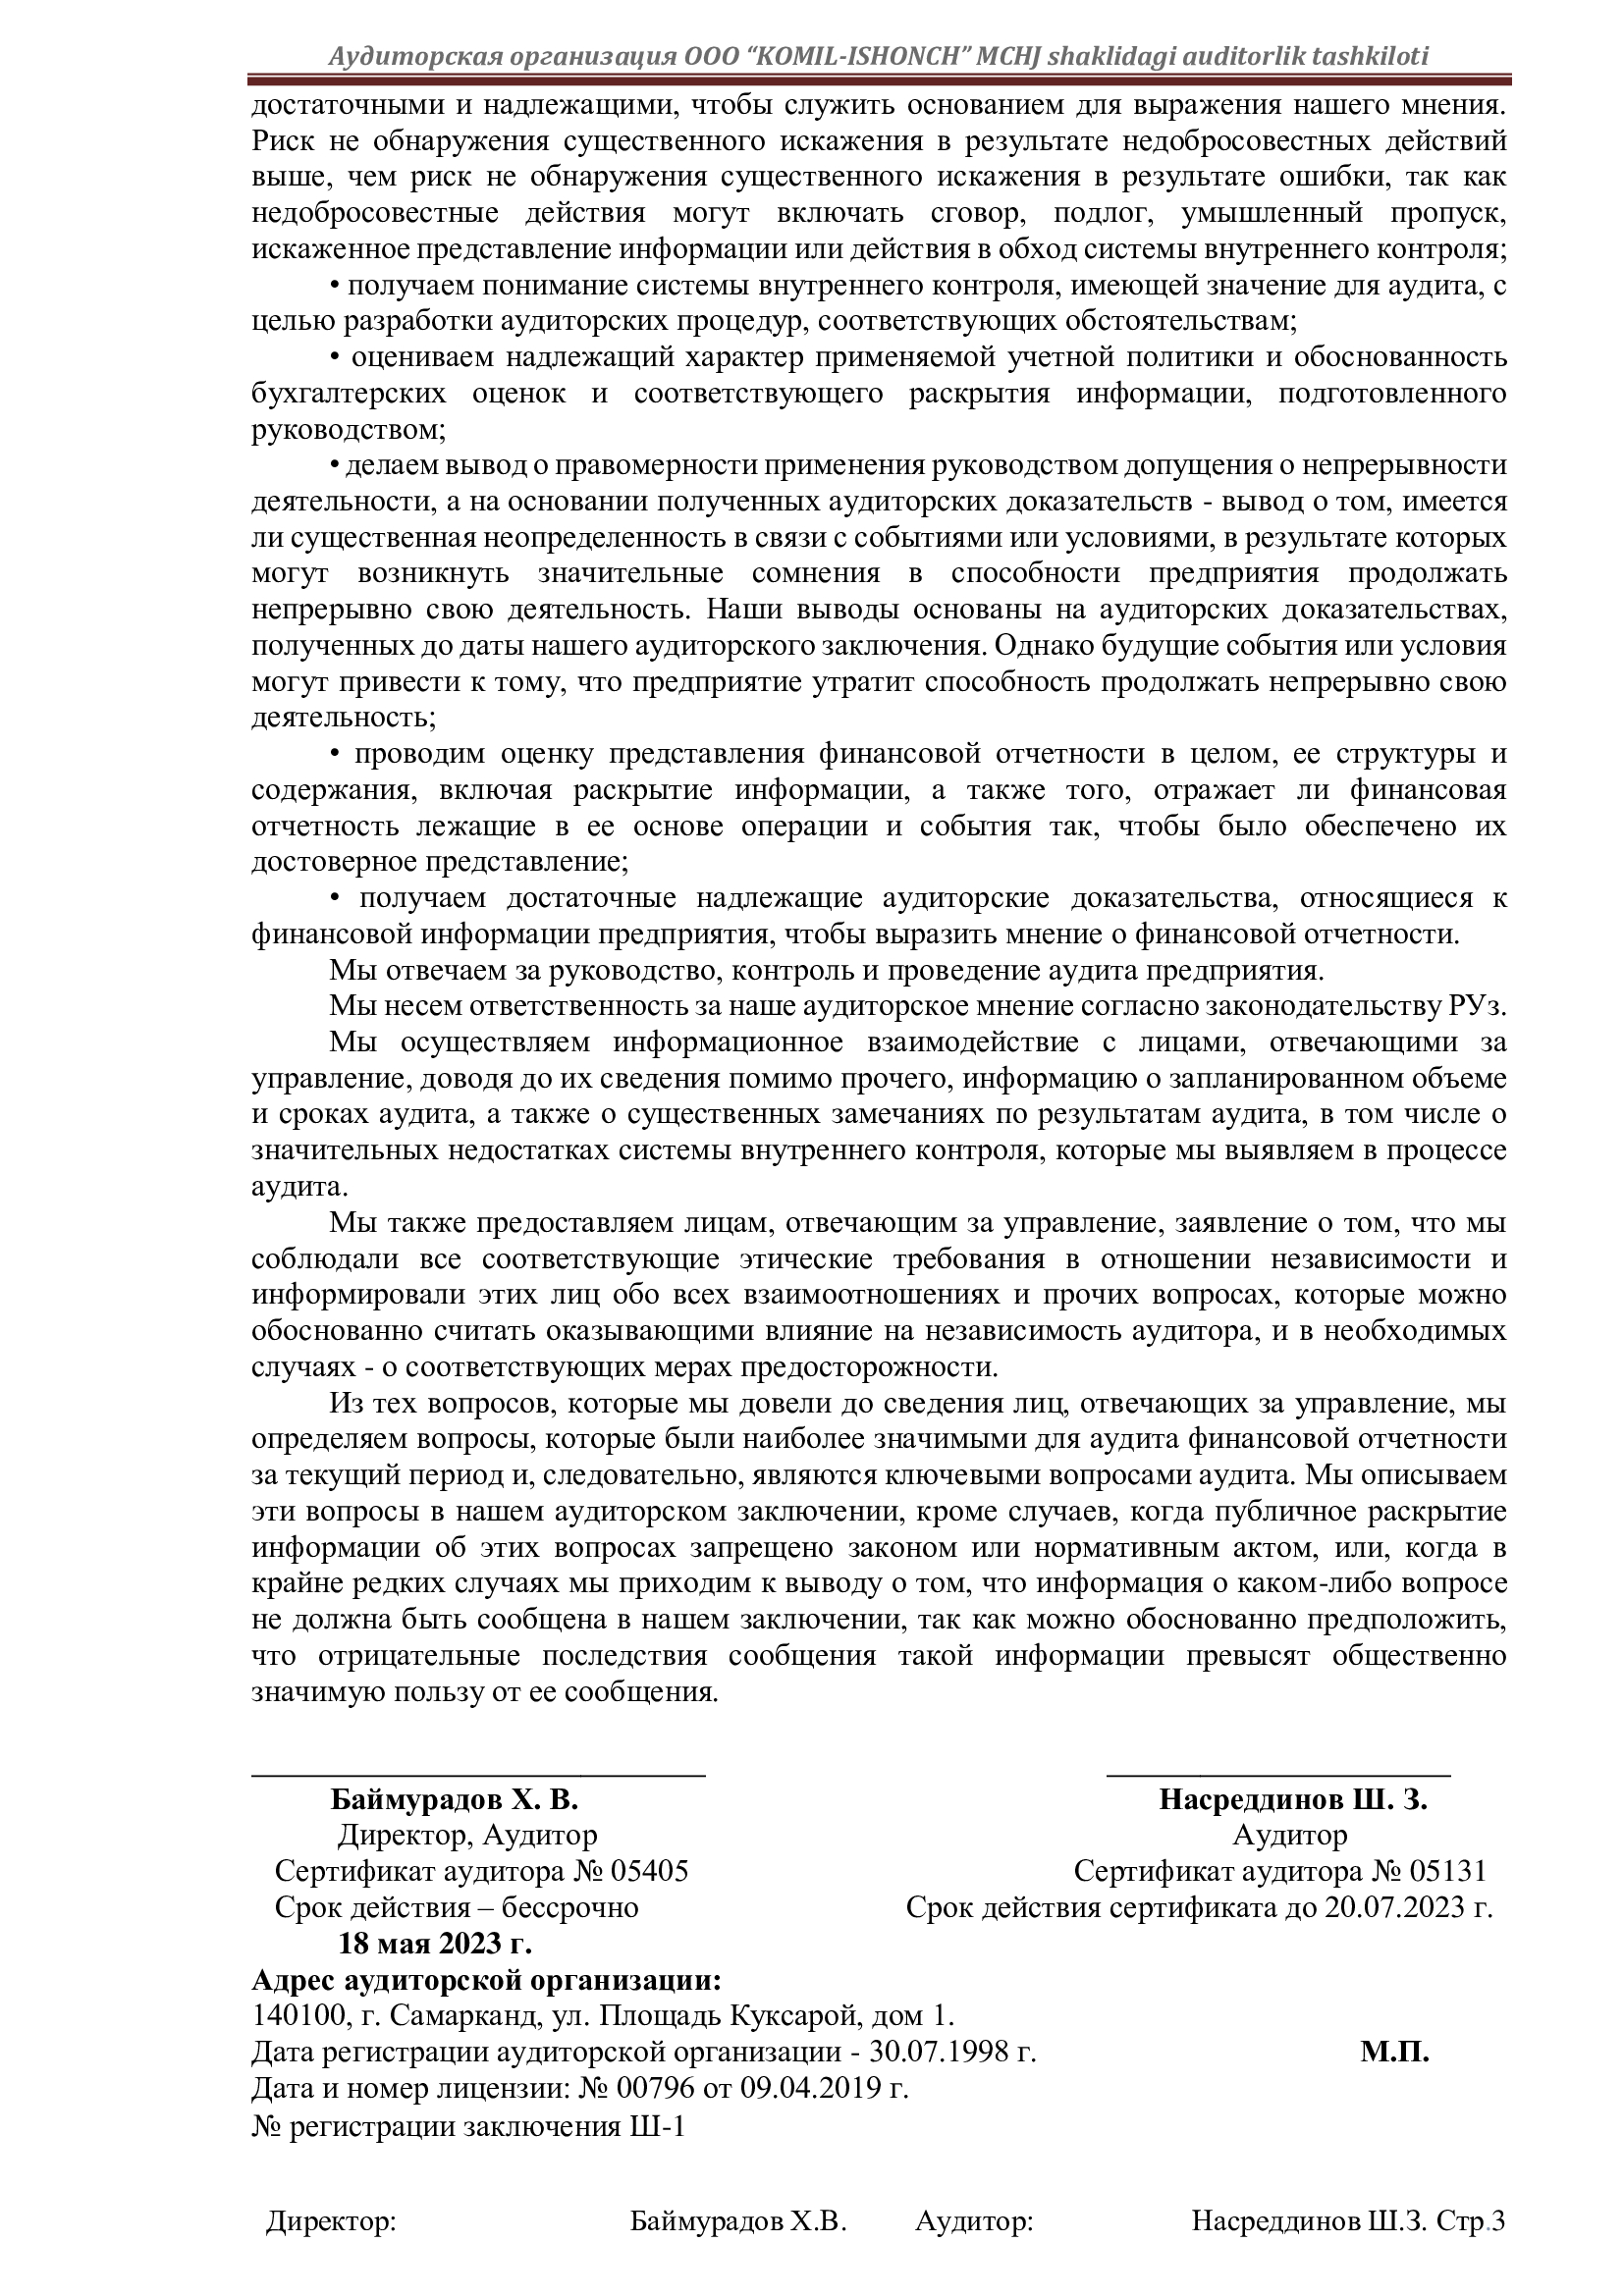 Аудиторская организация ООО “KOMIL-ISHONCH” MCHJ shaklidagi auditorlik tashkiloti
достаточными и надлежащими, чтобы служить основанием для выражения нашего мнения.
Риск не обнаружения существенного искажения в результате недобросовестных действий
выше, чем риск не обнаружения существенного искажения в результате ошибки, так как
недобросовестные действия могут включать сговор, подлог, умышленный пропуск,
искаженное представление информации или действия в обход системы внутреннего контроля;
• получаем понимание системы внутреннего контроля, имеющей значение для аудита, с
целью разработки аудиторских процедур, соответствующих обстоятельствам;
• оцениваем надлежащий характер применяемой учетной политики и обоснованность
бухгалтерских оценок и соответствующего раскрытия информации, подготовленного
руководством;
• делаем вывод о правомерности применения руководством допущения о непрерывности
деятельности, а на основании полученных аудиторских доказательств - вывод о том, имеется
ли существенная неопределенность в связи с событиями или условиями, в результате которых
могут возникнуть значительные сомнения в способности предприятия продолжать
непрерывно свою деятельность. Наши выводы основаны на аудиторских доказательствах,
полученных до даты нашего аудиторского заключения. Однако будущие события или условия
могут привести к тому, что предприятие утратит способность продолжать непрерывно свою
деятельность;
• проводим оценку представления финансовой отчетности в целом, ее структуры и
содержания, включая раскрытие информации, а также того, отражает ли финансовая
отчетность лежащие в ее основе операции и события так, чтобы было обеспечено их
достоверное представление;
• получаем достаточные надлежащие аудиторские доказательства, относящиеся к
финансовой информации предприятия, чтобы выразить мнение о финансовой отчетности.
Мы отвечаем за руководство, контроль и проведение аудита предприятия.
Мы несем ответственность за наше аудиторское мнение согласно законодательству РУз.
Мы осуществляем информационное взаимодействие с лицами, отвечающими за
управление, доводя до их сведения помимо прочего, информацию о запланированном объеме
и сроках аудита, а также о существенных замечаниях по результатам аудита, в том числе о
значительных недостатках системы внутреннего контроля, которые мы выявляем в процессе
аудита.
Мы также предоставляем лицам, отвечающим за управление, заявление о том, что мы
соблюдали все соответствующие этические требования в отношении независимости и
информировали этих лиц обо всех взаимоотношениях и прочих вопросах, которые можно
обоснованно считать оказывающими влияние на независимость аудитора, и в необходимых
случаях - о соответствующих мерах предосторожности.
Из тех вопросов, которые мы довели до сведения лиц, отвечающих за управление, мы
определяем вопросы, которые были наиболее значимыми для аудита финансовой отчетности
за текущий период и, следовательно, являются ключевыми вопросами аудита. Мы описываем
эти вопросы в нашем аудиторском заключении, кроме случаев, когда публичное раскрытие
информации об этих вопросах запрещено законом или нормативным актом, или, когда в
крайне редких случаях мы приходим к выводу о том, что информация о каком-либо вопросе
не должна быть сообщена в нашем заключении, так как можно обоснованно предположить,
что отрицательные последствия сообщения такой информации превысят общественно
значимую пользу от ее сообщения.
Баймурадов Х. В. Насреддинов Ш. З.
Директор, Аудитор Аудитор
Сертификат аудитора № 05405 Сертификат аудитора № 05131
Срок действия – бессрочно Срок действия сертификата до 20.07.2023 г.
18 мая 2023 г.
Адрес аудиторской организации:
140100, г. Самарканд, ул. Площадь Куксарой, дом 1.
Дата регистрации аудиторской организации - 30.07.1998 г. М.П.
Дата и номер лицензии: № 00796 от 09.04.2019 г.
№ регистрации заключения Ш-1
Директор: Баймурадов Х.В. Аудитор: Насреддинов Ш.З. Стр.3